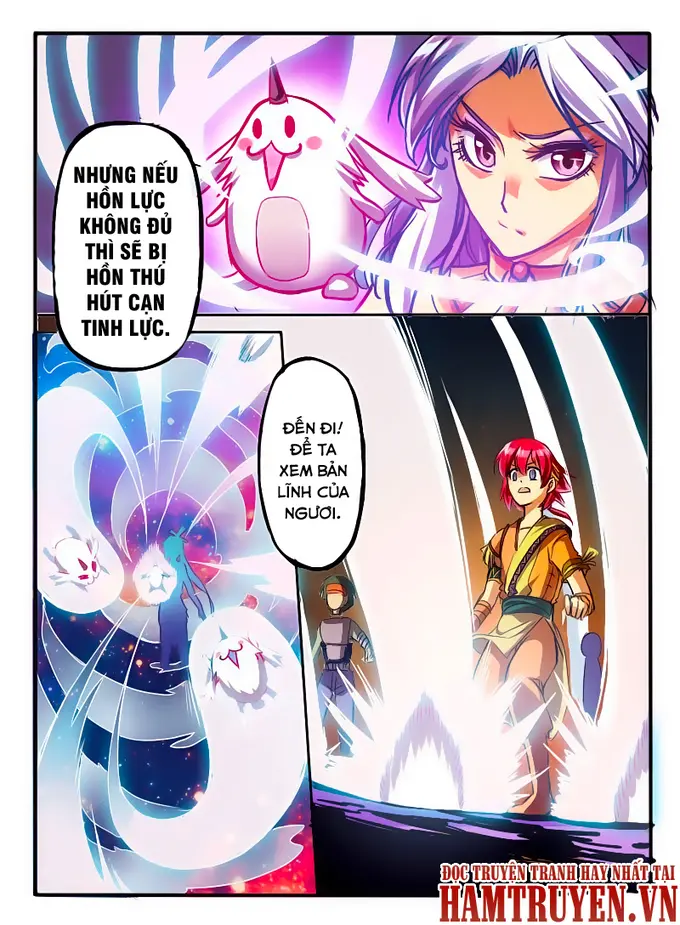 NHƯNG NẾU
HỒN LỰC
KHÔNG ĐỦ
THÌ SẼ BỊ
HỒN THÚ
HÚT CẠN
TINH LỰC.
ĐẾN ĐI!
ĐỂ TA
XEM BẢN
LĨNH CỦA
NGƯƠI.
ĐỌC TRUYỆN TRANH HAY NHẤT TẠI
HAMTRUYEN.VN